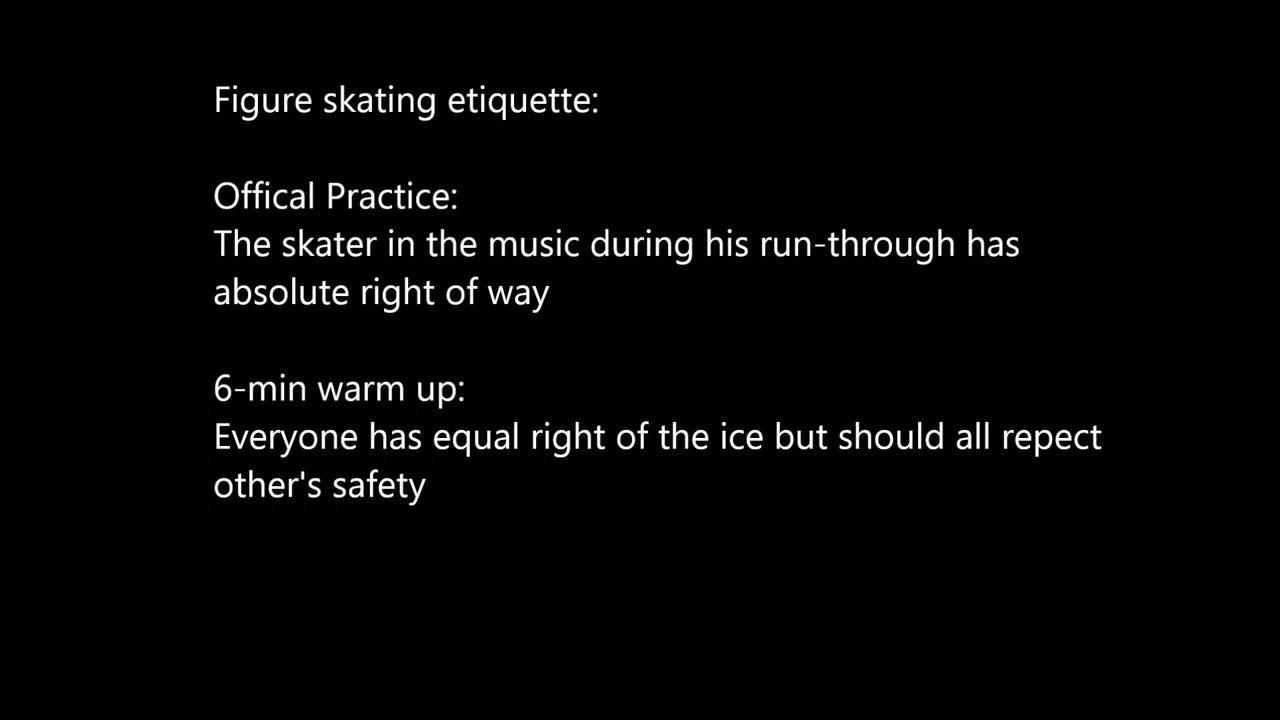 Figure skating etiquette:
Offical Practice:
The skater in the music during his run-through has
absolute right of way
6-min warm up:
Everyone has equal right of the ice but should all repect
other's safety